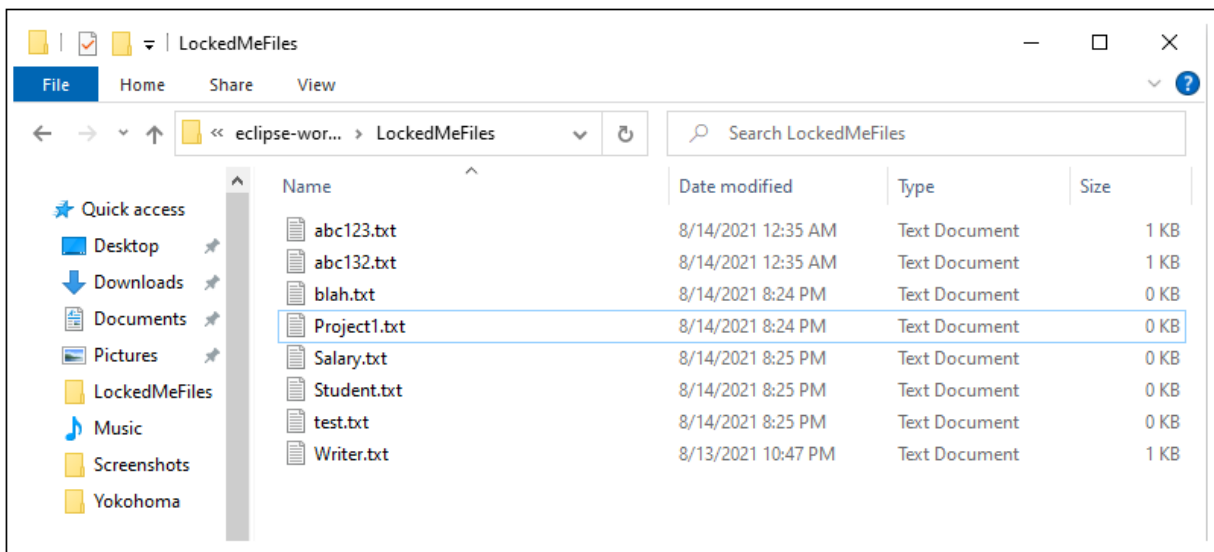 LockedMeFiles
File Home Share View
« eclipse-wor... › LockedMeFiles Search LockedMeFiles
Name Date modified Type Size
Quick access
Desktop
Downloads
Documents
Pictures
LockedMeFiles
Music
Screenshots
Yokohoma
abc123.txt 8/14/2021 12:35 AM Text Document 1 KB
abc132.txt 8/14/2021 12:35 AM Text Document 1 KB
blah.txt 8/14/2021 8:24 PM Text Document 0 KB
Project1.txt 8/14/2021 8:24 PM Text Document 0 KB
Salary.txt 8/14/2021 8:25 PM Text Document 0 KB
Student.txt 8/14/2021 8:25 PM Text Document 0 KB
test.txt 8/14/2021 8:25 PM Text Document 0 KB
Writer.txt 8/13/2021 10:47 PM Text Document 1 KB